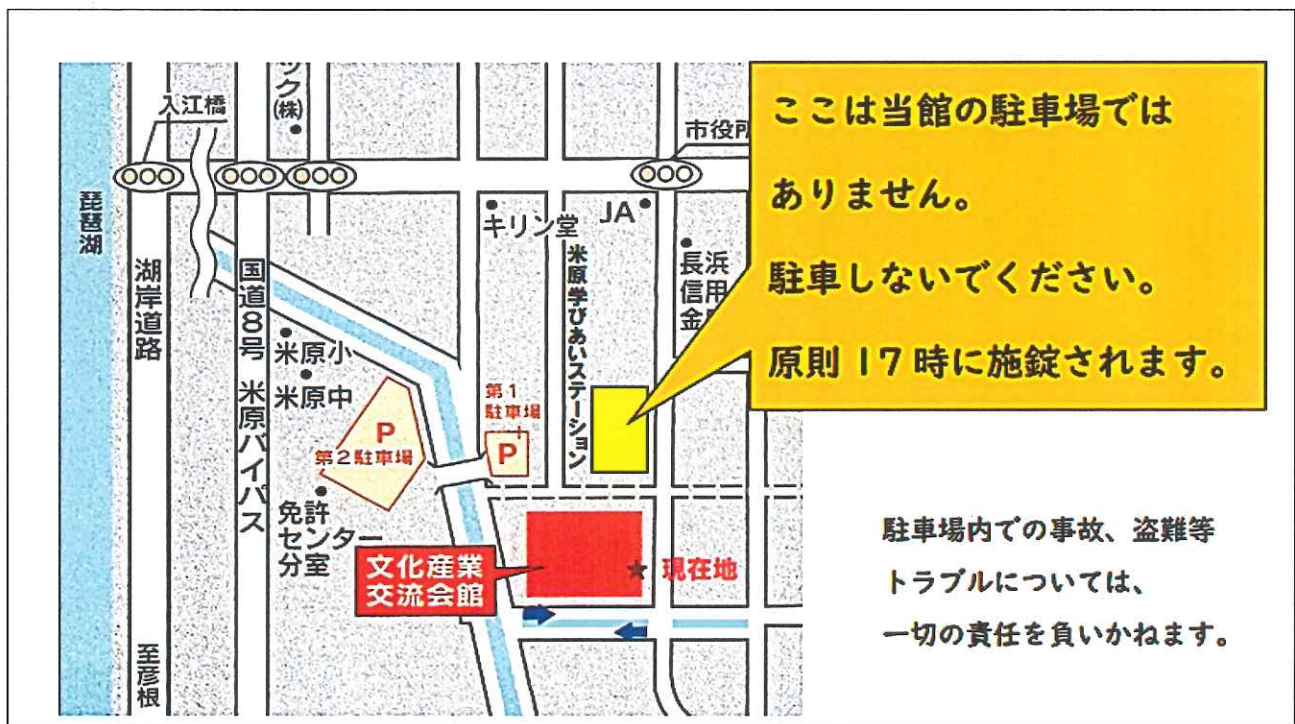 ック㈱
入江橋
市役所
琵琶湖
湖岸道路
国道8号 米原バイパス
キリン堂
JA
米原学びあいステーション
長浜
信用
金
米原小
米原中
第1
駐車場
P
P
第2駐車場
免許
センター
分室
文化産業
交流会館
現在地
至彦根
ここは当館の駐車場では
ありません。
駐車しないでください。
原則17時に施錠されます。
駐車場内での事故、盗難等
トラブルについては、
一切の責任を負いかねます。